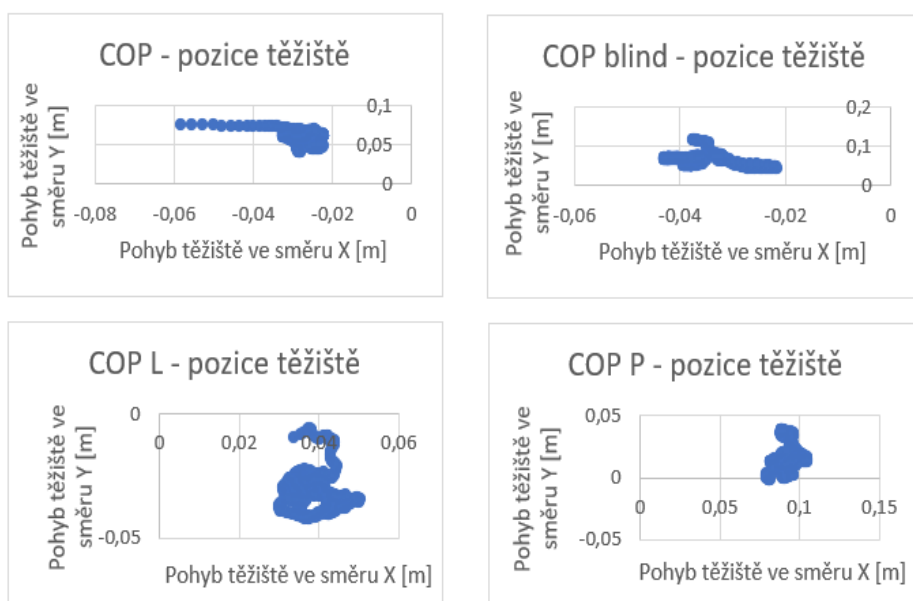 COP - pozice těžiště
Pohyb těžiště ve
směru Y [m]
0,1
0,05
0
-0,08 -0,06 -0,04 -0,02 0
Pohyb těžiště ve směru X [m]
COP blind - pozice těžiště
Pohyb těžiště ve
směru Y [m]
0,2
0,1
0
-0,06 -0,04 -0,02 0
Pohyb těžiště ve směru X [m]
COP L - pozice těžiště
Pohyb těžiště ve
směru Y [m]
0
0 0,02 0,04 0,06
-0,05
Pohyb těžiště ve směru X [m]
COP P - pozice těžiště
Pohyb těžiště ve
směru Y [m]
0,05
0
0 0,05 0,1 0,15
-0,05
Pohyb těžiště ve směru X [m]